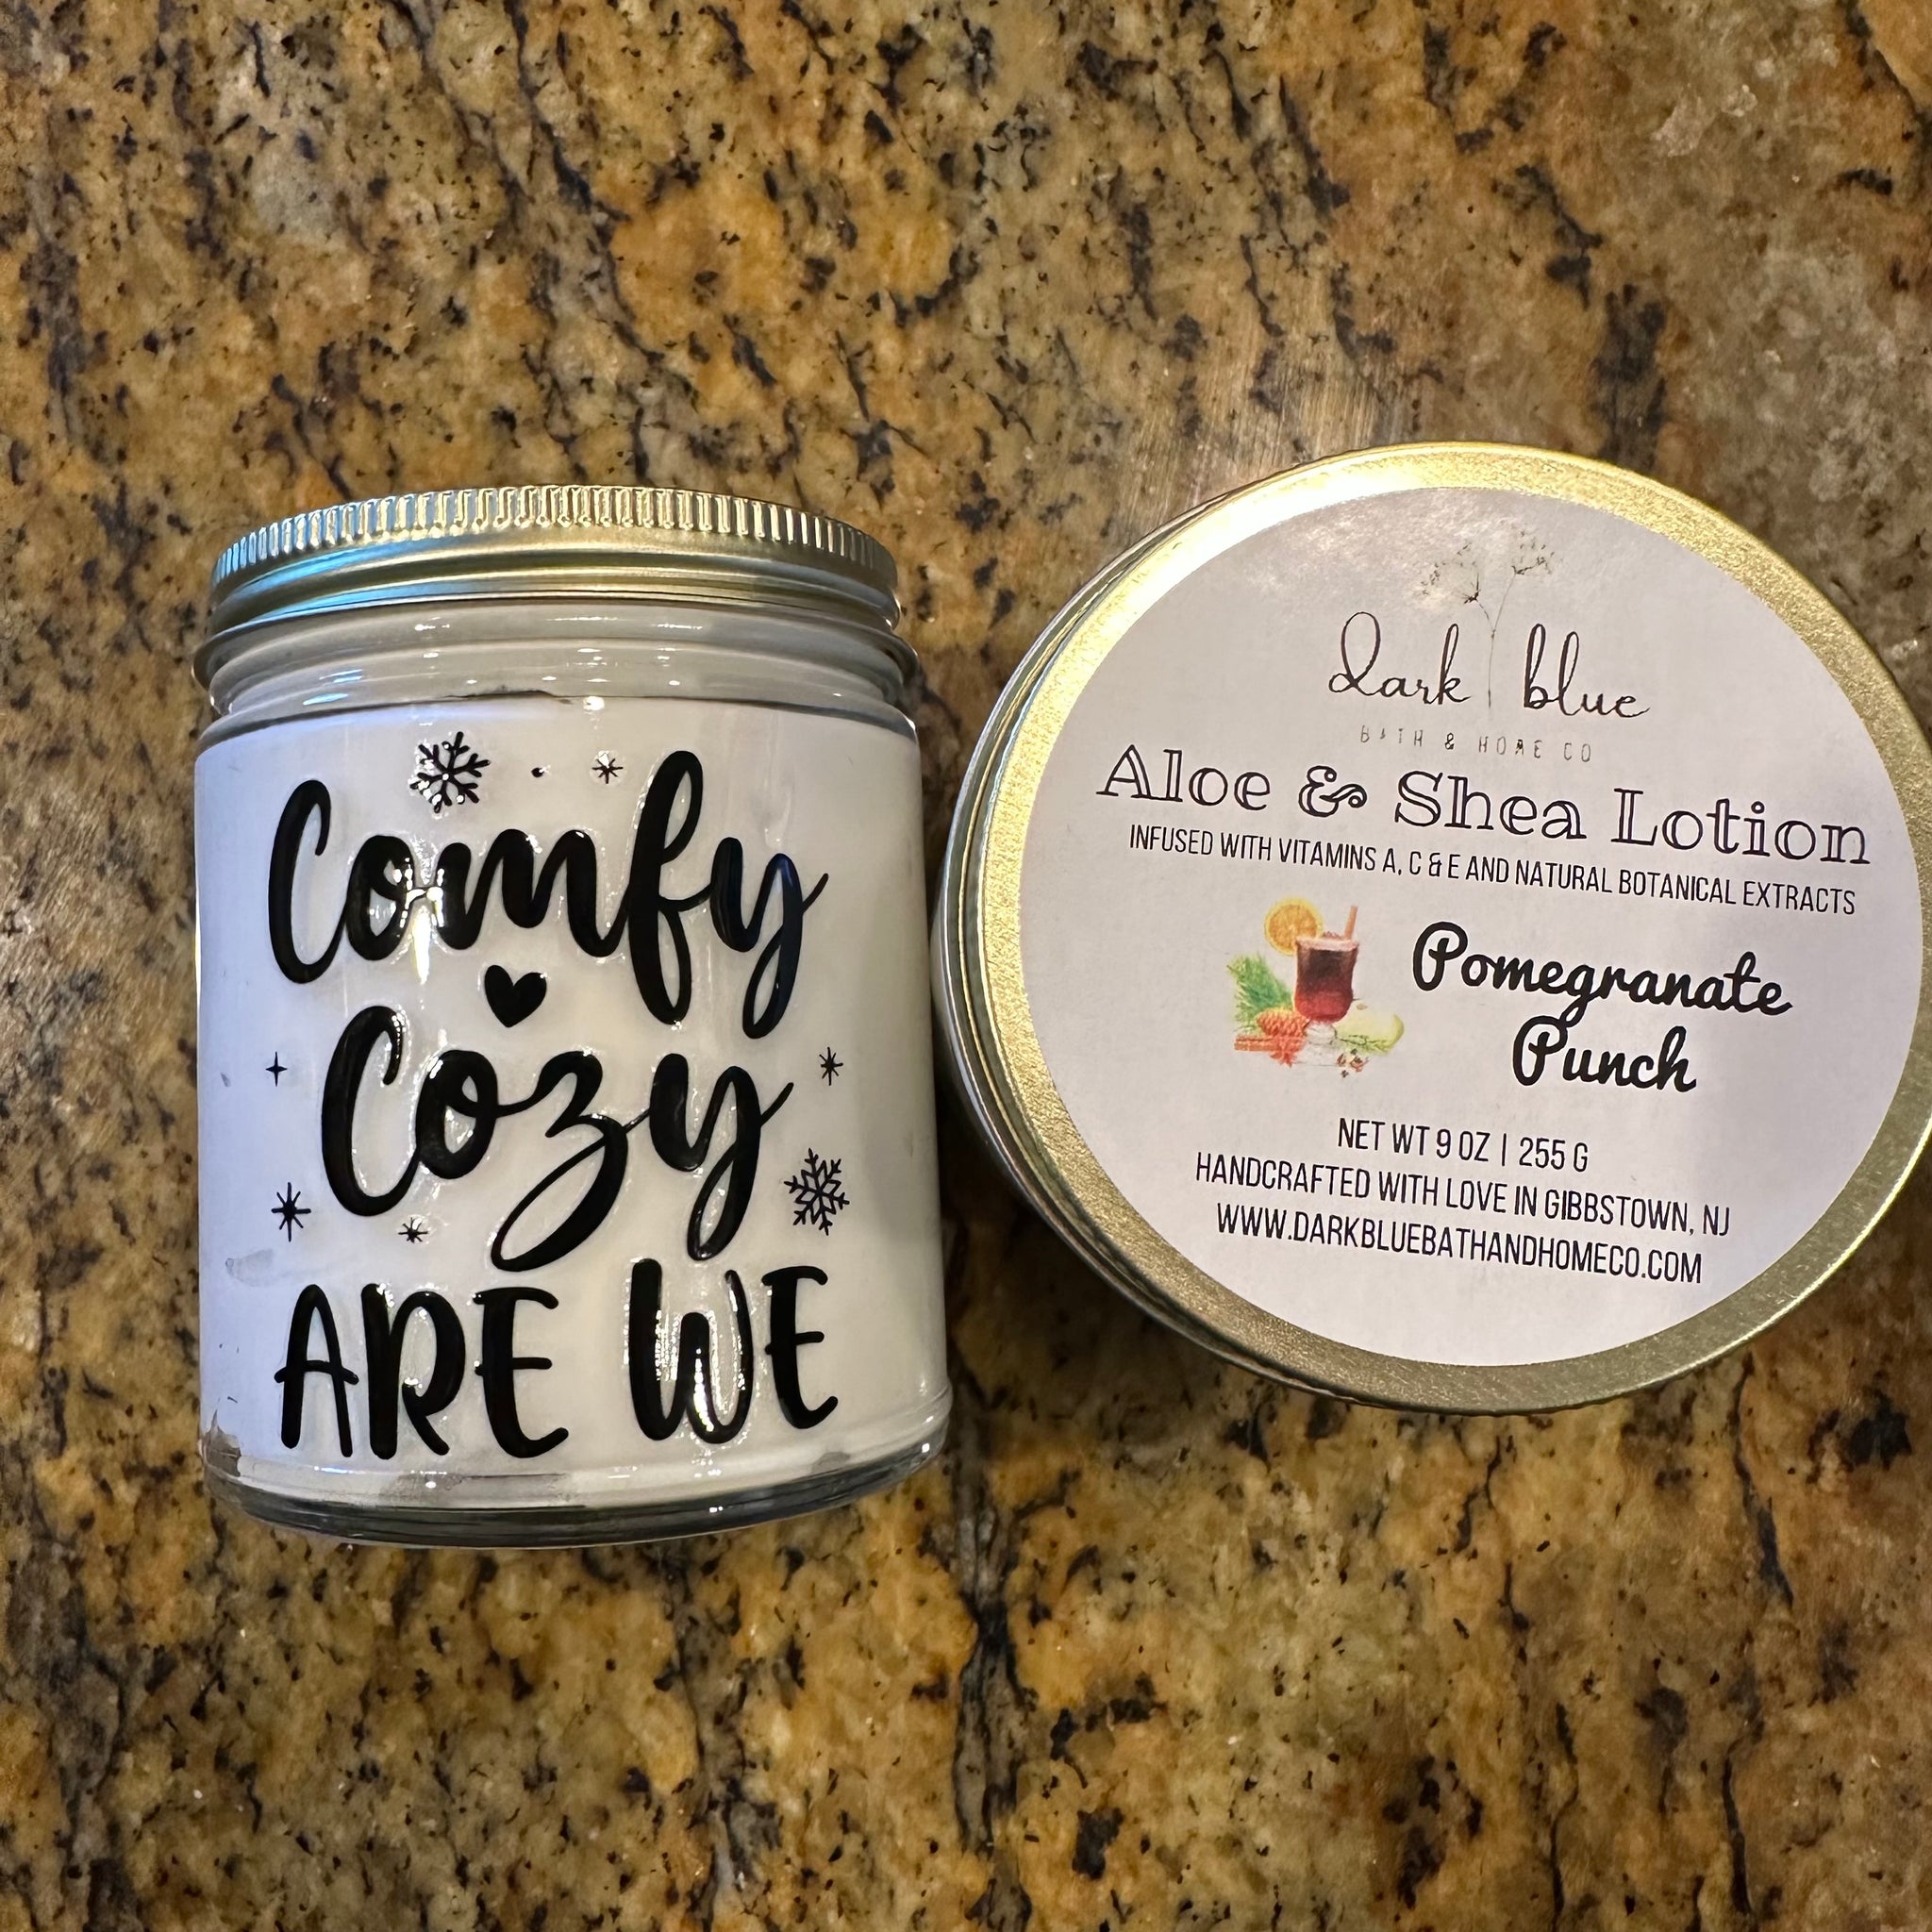 Comfy
Cozy
ARE WE
dark blue
BATH & HOME CO
Aloe & Shea Lotion
INFUSED WITH VITAMINS A, C & E AND NATURAL BOTANICAL EXTRACTS
Pomegranate
Punch
NET WT 9 OZ | 255 G
HANDCRAFTED WITH LOVE IN GIBBSTOWN, NJ
WWW.DARKBLUEBATHANDHOMECO.COM